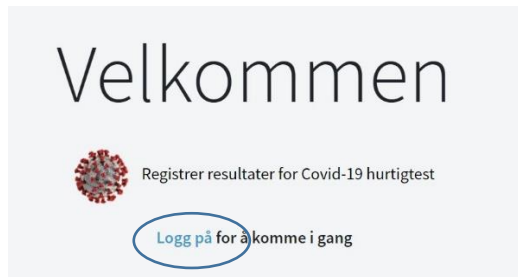 Velkommen
Registrer resultater for Covid-19 hurtigtest
Logg på for å komme i gang